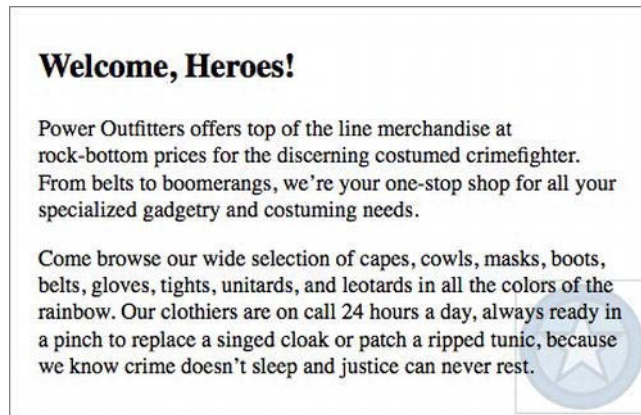 Welcome, Heroes!
Power Outfitters offers top of the line merchandise at
rock-bottom prices for the discerning costumed crimefighter.
From belts to boomerangs, we’re your one-stop shop for all your
specialized gadgetry and costuming needs.
Come browse our wide selection of capes, cowls, masks, boots,
belts, gloves, tights, unitards, and leotards in all the colors of the
rainbow. Our clothiers are on call 24 hours a day, always ready in
a pinch to replace a singed cloak or patch a ripped tunic, because
we know crime doesn’t sleep and justice can never rest.